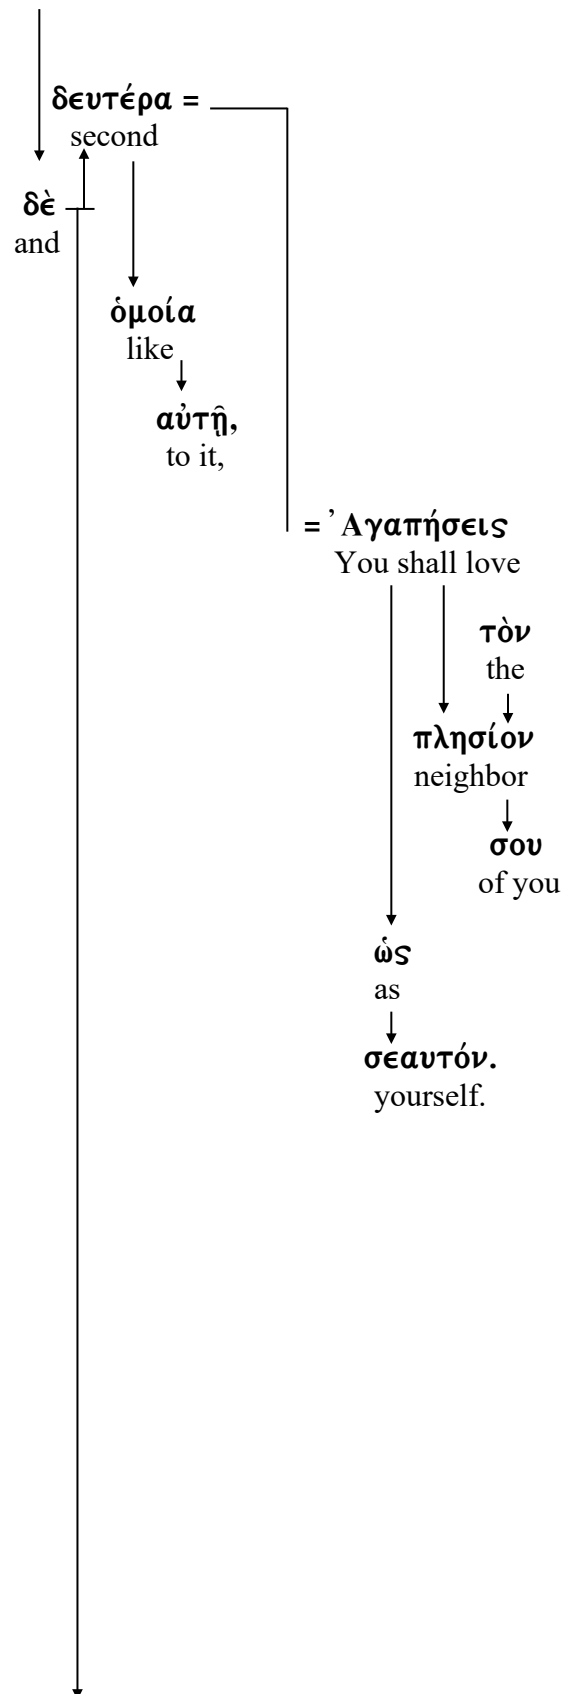 δευτέρα =
second
δὲ
and
ὁμοία
like
αὐτῇ,
to it,
= Ἀγαπήσεις
You shall love
τὸν
the
πλησίον
neighbor
σου
of you
ὡς
as
σεαυτόν.
yourself.